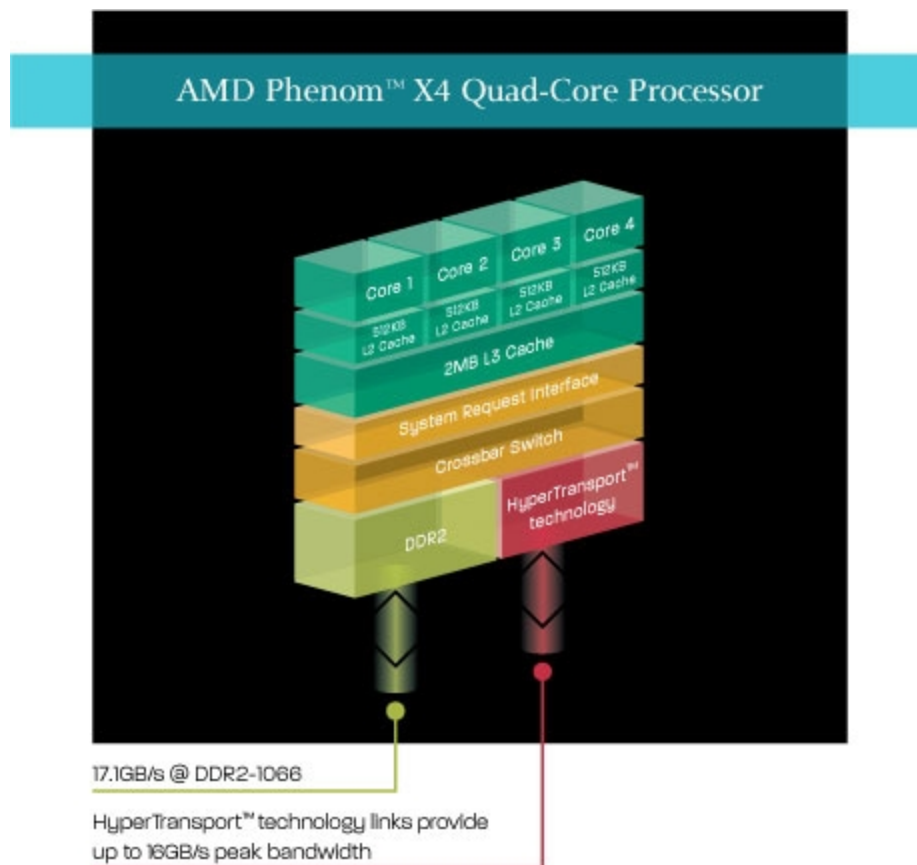 AMD Phenom™ X4 Quad-Core Processor
Core 1
Core 2
Core 3
Core 4
512KB
L2 Cache
512KB
L2 Cache
512KB
L2 Cache
512KB
L2 Cache
2MB L3 Cache
System Request Interface
Crossbar Switch
DDR2
HyperTransport™
technology
17.1GB/s @ DDR2-1066
HyperTransport™ technology links provide
up to 16GB/s peak bandwidth